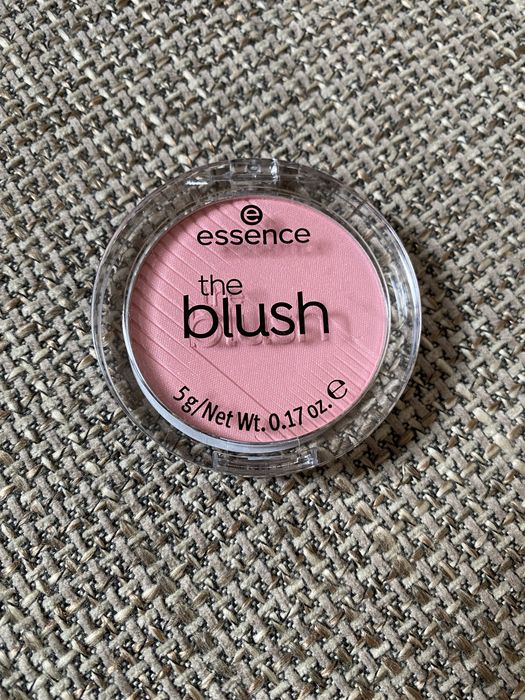 essence
the
blush
5g/Net Wt. 0.17 oz. ℮